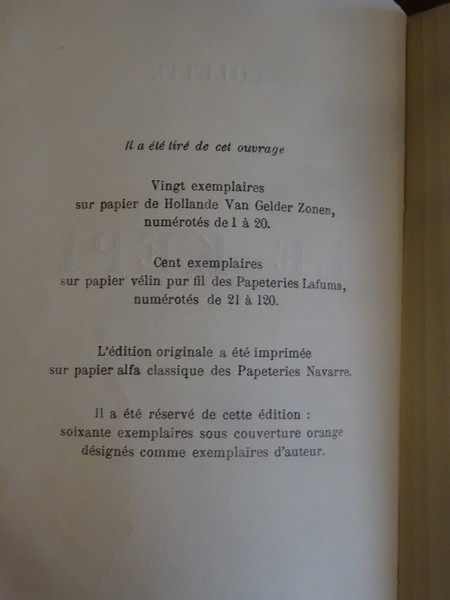 Il a été tiré de cet ouvrage
Vingt exemplaires
sur papier de Hollande Van Gelder Zonen,
numérotés de 1 à 20.
Cent exemplaires
sur papier vélin pur fil des Papeteries Lafuma,
numérotés de 21 à 120.
L'édition originale a été imprimée
sur papier alfa classique des Papeteries Navarre.
Il a été réservé de cette édition :
soixante exemplaires sous couverture orange
désignés comme exemplaires d'auteur.